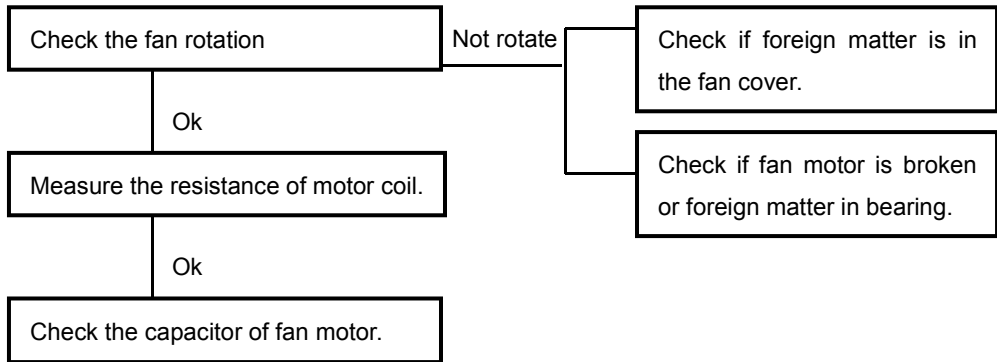 Check the fan rotation
Not rotate
Check if foreign matter is in
the fan cover.
Ok
Check if fan motor is broken
or foreign matter in bearing.
Measure the resistance of motor coil.
Ok
Check the capacitor of fan motor.